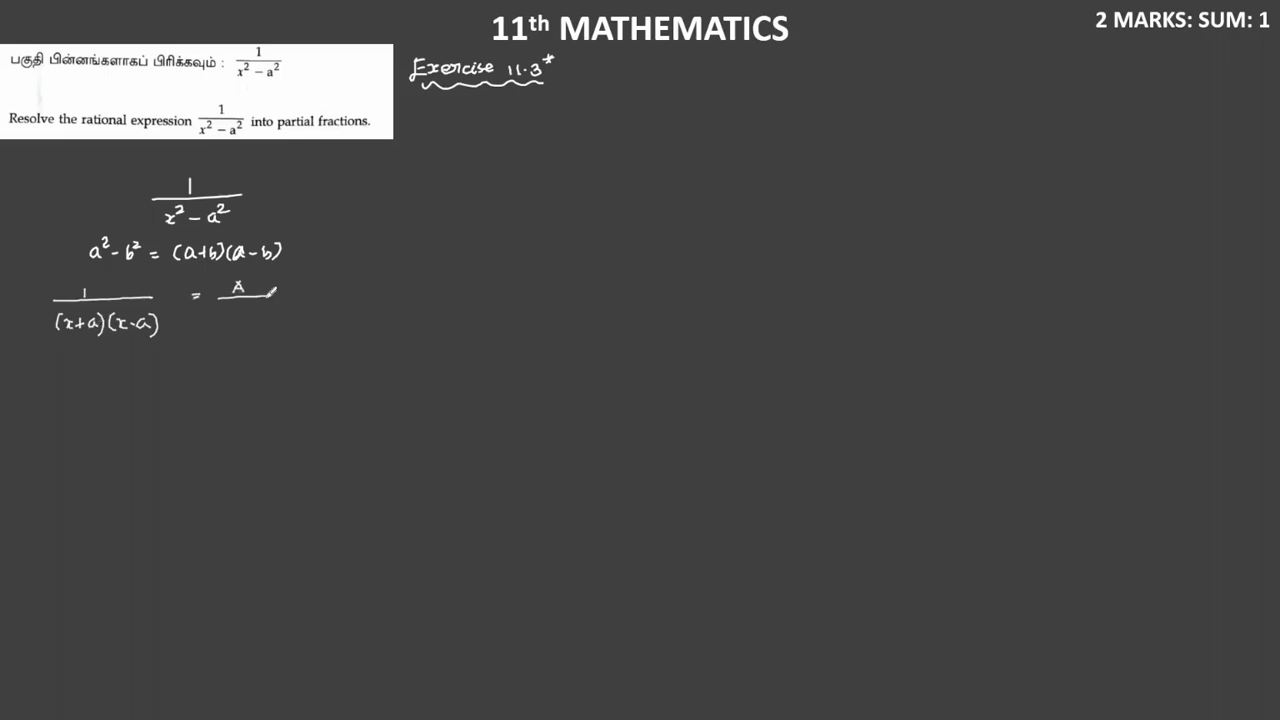 11th MATHEMATICS
2 MARKS: SUM: 1
பகுதி பின்னங்களாகப் பிரிக்கவும் : 1/(x² – a²)
Exercise 11.3*
Resolve the rational expression 1/(x² – a²) into partial fractions.
1/(x² – a²)
a² - b² = (a+b)(a-b)
1/((x+a)(x-a)) = A/